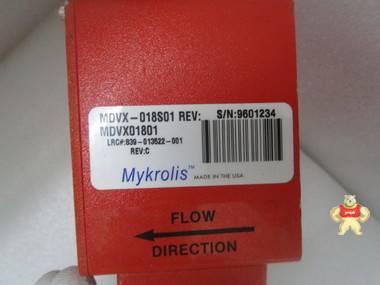 MDVX-018S01 REV: S/N:9601234
MDVX01801
LRC#:839-013522-001
REV:C
Mykrolis™ MADE IN THE USA
FLOW
DIRECTION